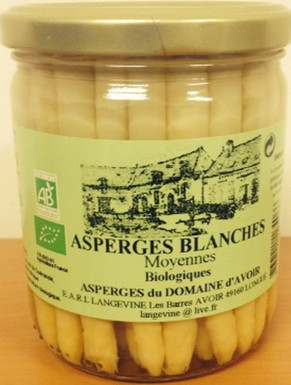 AB
ASPERGES BLANCHES
Moyennes
Biologiques
ASPERGES du DOMAINE d'AVOIR
E.A.R.L LANGEVINE Les Barres AVOIR 49160 LONGUE
langevine @ live.fr